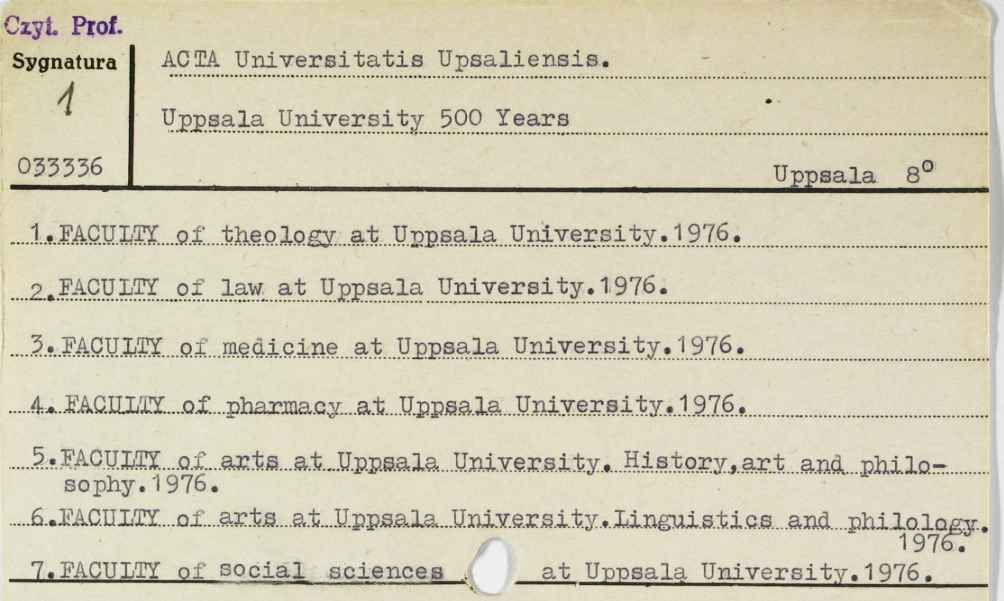 Czyt. Prof.
Sygnatura
1
033336
ACTA Universitatis Upsaliensis.
Uppsala University 500 Years
Uppsala 8°
1.FACULTY of theology at Uppsala University.1976.
2.FACULTY of law at Uppsala University.1976.
3.FACULTY of medicine at Uppsala University.1976.
4. FACULTY of pharmacy at Uppsala University.1976.
5.FACULTY of arts at Uppsala University. History,art and philo-
sophy.1976.
6.FACULTY of arts at Uppsala University.Linguistics and philology.
1976.
7.FACULTY of social sciences at Uppsala University.1976.